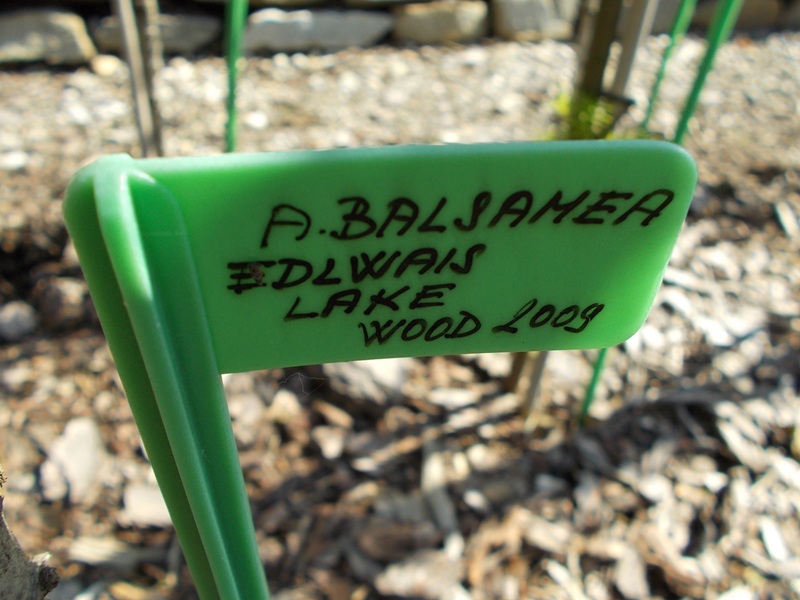 A. BALSAMEA
EDLWAIS
LAKE
WOOD 2009